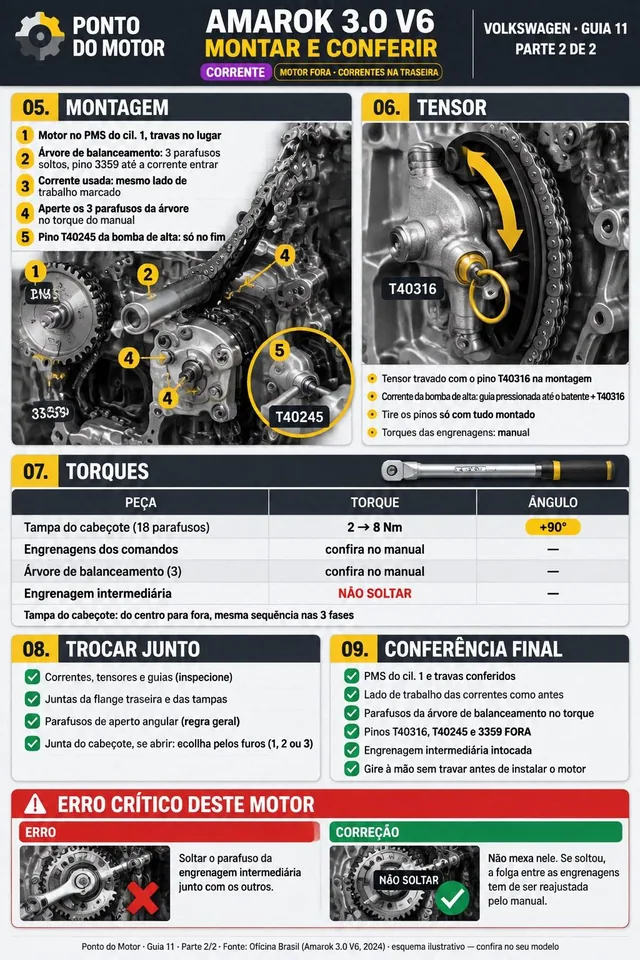 PONTO
DO MOTOR
AMAROK 3.0 V6
MONTAR E CONFERIR
CORRENTE
MOTOR FORA · CORRENTES NA TRASEIRA
VOLKSWAGEN · GUIA 11
PARTE 2 DE 2
05. MONTAGEM
1 Motor no PMS do cil. 1, travas no lugar
2 Árvore de balanceamento: 3 parafusos
soltos, pino 3359 até a corrente entrar
3 Corrente usada: mesmo lado de
trabalho marcado
4 Aperte os 3 parafusos da árvore
no torque do manual
5 Pino T40245 da bomba de alta: só no fim
1
2
4
4
4
5
T40245
06. TENSOR
T40316
Tensor travado com o pino T40316 na montagem
Corrente da bomba de alta: guia pressionada até o batente + T40316
Tire os pinos só com tudo montado
Torques das engrenagens: manual
07. TORQUES
PEÇA TORQUE ÂNGULO
Tampa do cabeçote (18 parafusos) 2 → 8 Nm +90°
Engrenagens dos comandos confira no manual —
Árvore de balanceamento (3) confira no manual —
Engrenagem intermediária NÃO SOLTAR —
Tampa do cabeçote: do centro para fora, mesma sequência nas 3 fases
08. TROCAR JUNTO
Correntes, tensores e guias (inspecione)
Juntas da flange traseira e das tampas
Parafusos de aperto angular (regra geral)
Junta do cabeçote, se abrir: ecollha pelos furos (1, 2 ou 3)
09. CONFERÊNCIA FINAL
PMS do cil. 1 e travas conferidos
Lado de trabalho das correntes como antes
Parafusos da árvore de balanceamento no torque
Pinos T40316, T40245 e 3359 FORA
Engrenagem intermediária intocada
Gire à mão sem travar antes de instalar o motor
ERRO CRÍTICO DESTE MOTOR
ERRO
Soltar o parafuso da
engrenagem intermediária
junto com os outros.
CORREÇÃO
NÃO SOLTAR
Não mexa nele. Se soltou,
a folga entre as engrenagens
tem de ser reajustada
pelo manual.
Ponto do Motor · Guia 11 · Parte 2/2 · Fonte: Oficina Brasil (Amarok 3.0 V6, 2024) · esquema ilustrativo — confira no seu modelo